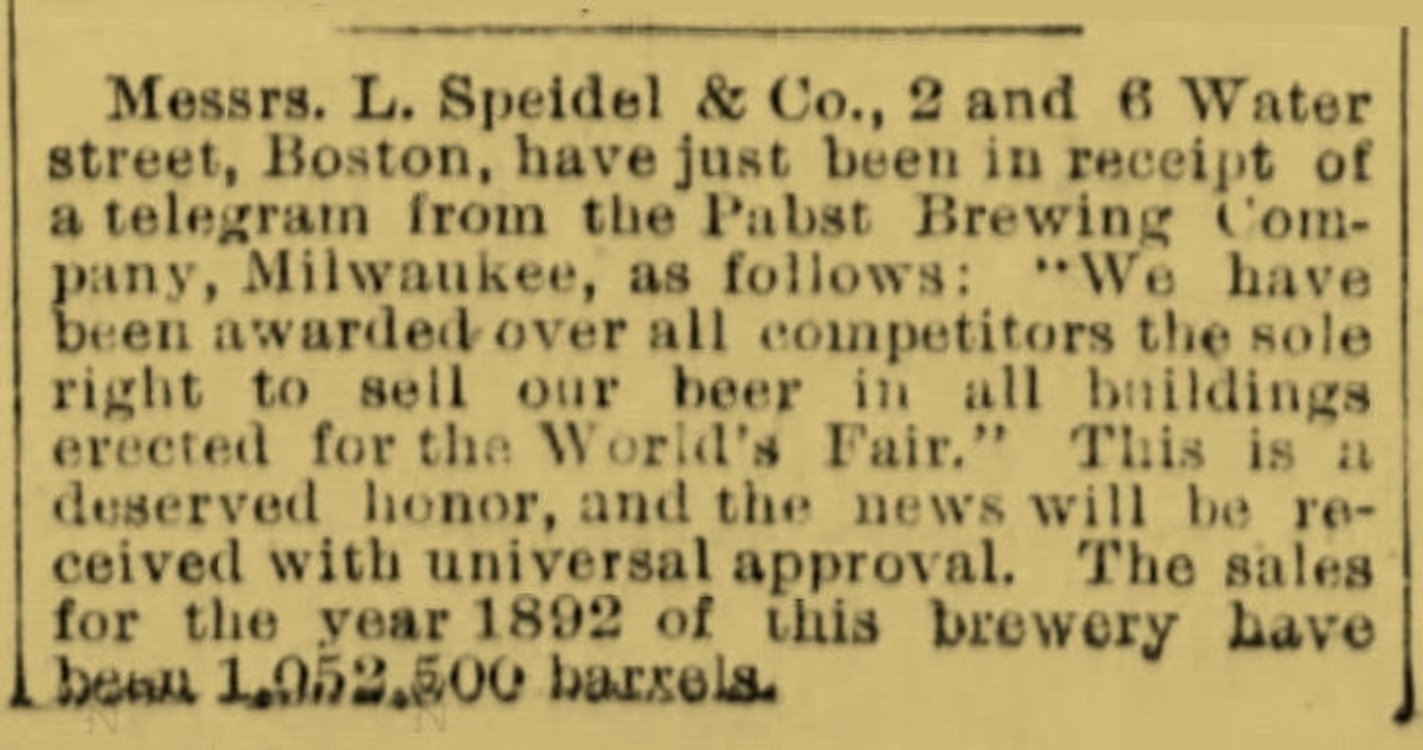 Messrs. L. Speidel & Co., 2 and 6 Water
street, Boston, have just been in receipt of
a telegram from the Pabst Brewing Com-
pany, Milwaukee, as follows: "We have
been awarded over all competitors the sole
right to sell our beer in all buildings
erected for the World's Fair." This is a
deserved honor, and the news will be re-
ceived with universal approval. The sales
for the year 1892 of this brewery have
been 1,052,500 barrels.